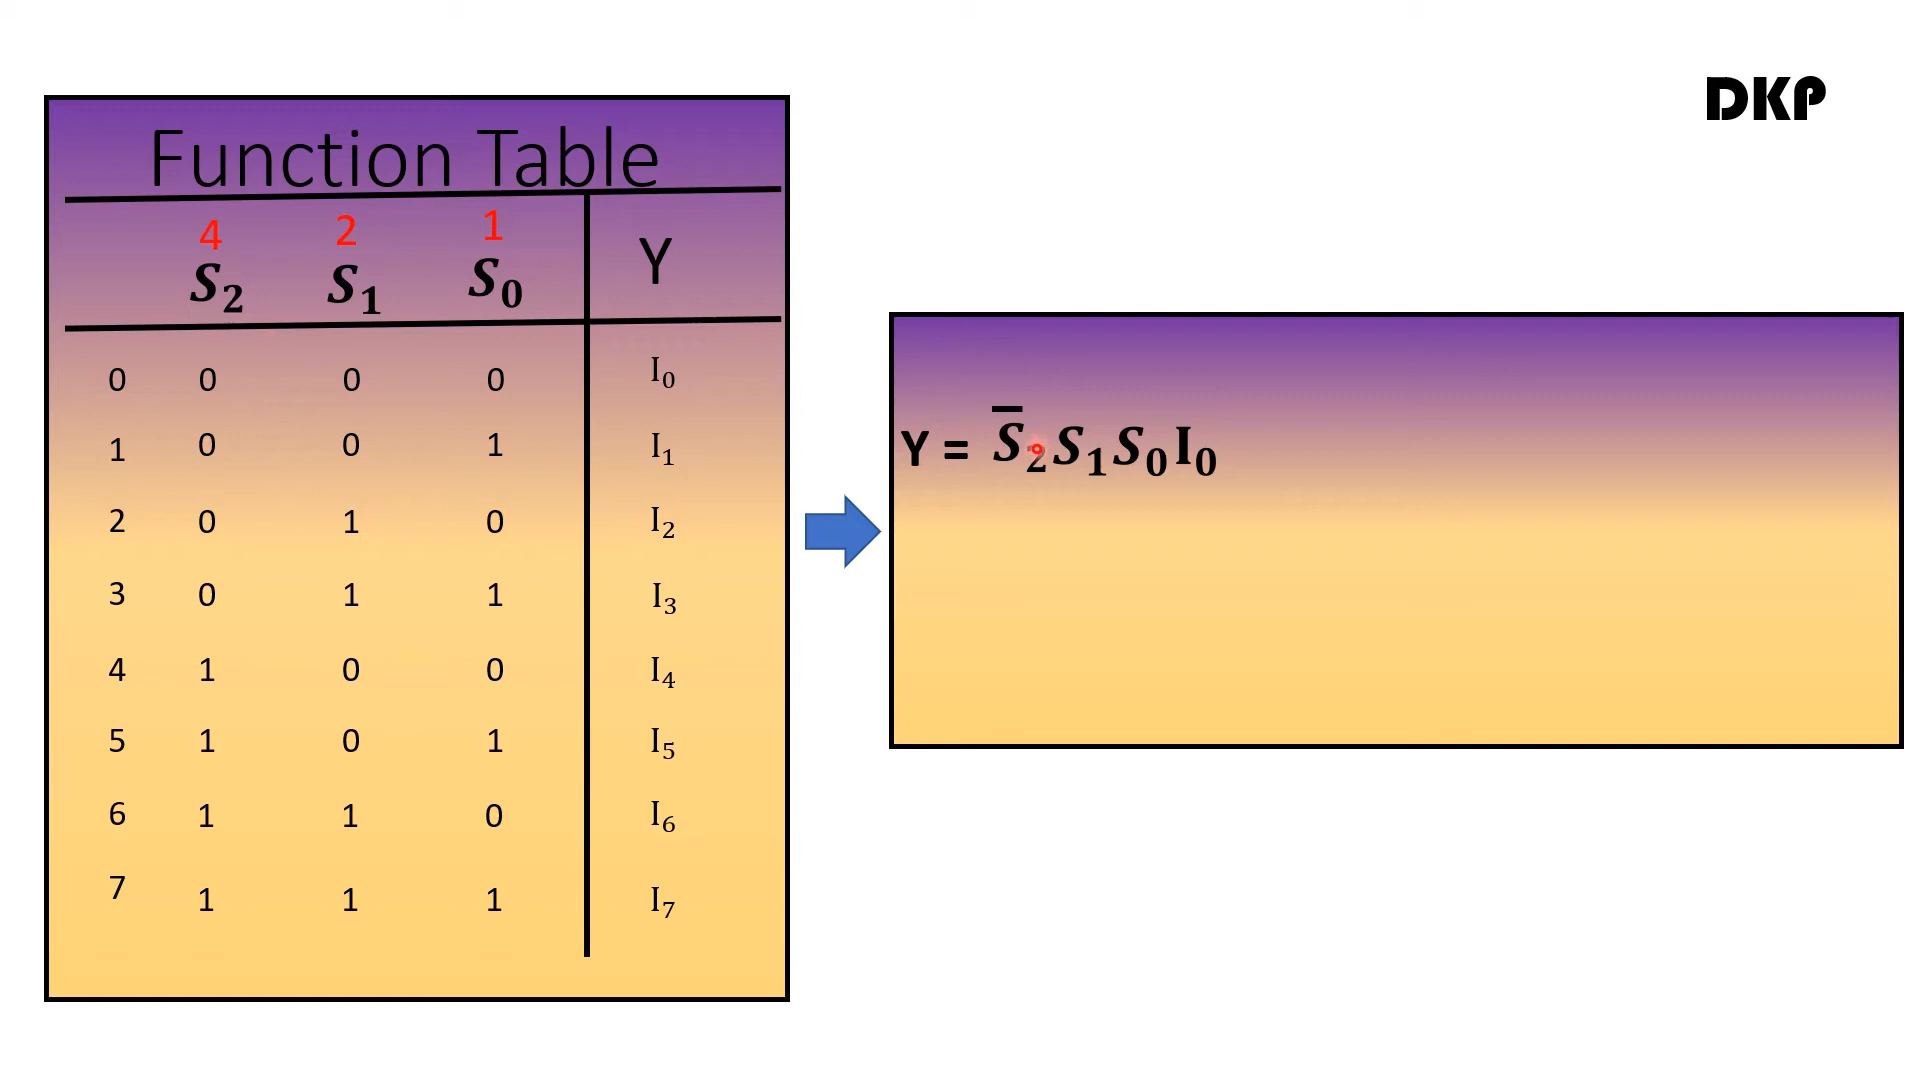 DKP
Function Table
4 2 1
S₂ S₁ S₀ Y
0 0 0 0 I₀
1 0 0 1 I₁
2 0 1 0 I₂
3 0 1 1 I₃
4 1 0 0 I₄
5 1 0 1 I₅
6 1 1 0 I₆
7 1 1 1 I₇
Y = S̅₂S₁S₀I₀